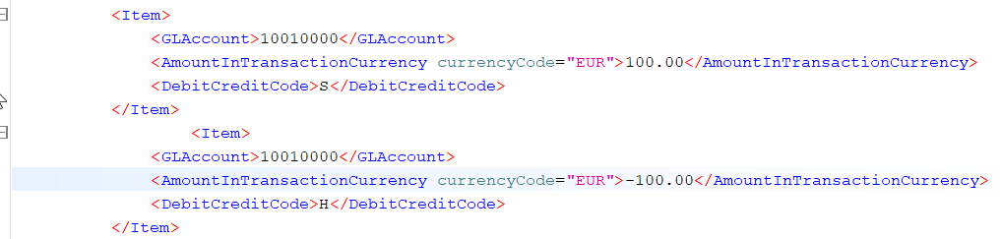 <Item>
<GLAccount>10010000</GLAccount>
<AmountInTransactionCurrency currencyCode="EUR">100.00</AmountInTransactionCurrency>
<DebitCreditCode>S</DebitCreditCode>
</Item>
<Item>
<GLAccount>10010000</GLAccount>
<AmountInTransactionCurrency currencyCode="EUR">-100.00</AmountInTransactionCurrency>
<DebitCreditCode>H</DebitCreditCode>
</Item>